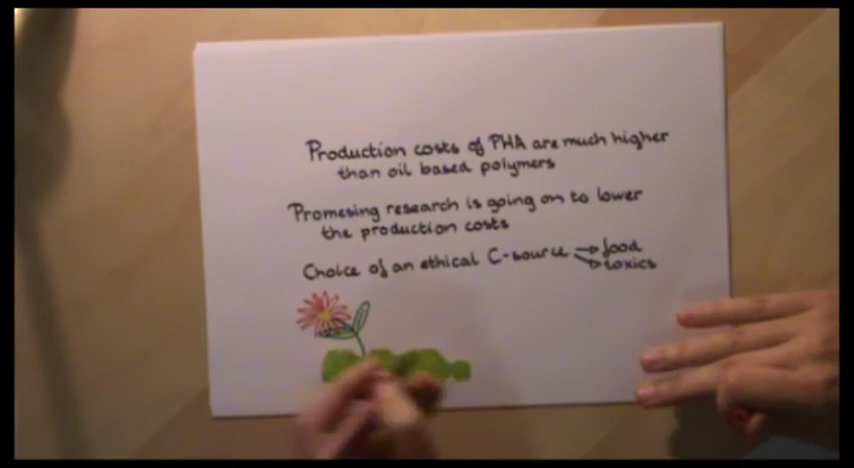 Production costs of PHA are much higher
than oil based polymers
Promesing research is going on to lower
the production costs
Choice of an ethical C-source → food
→ toxics